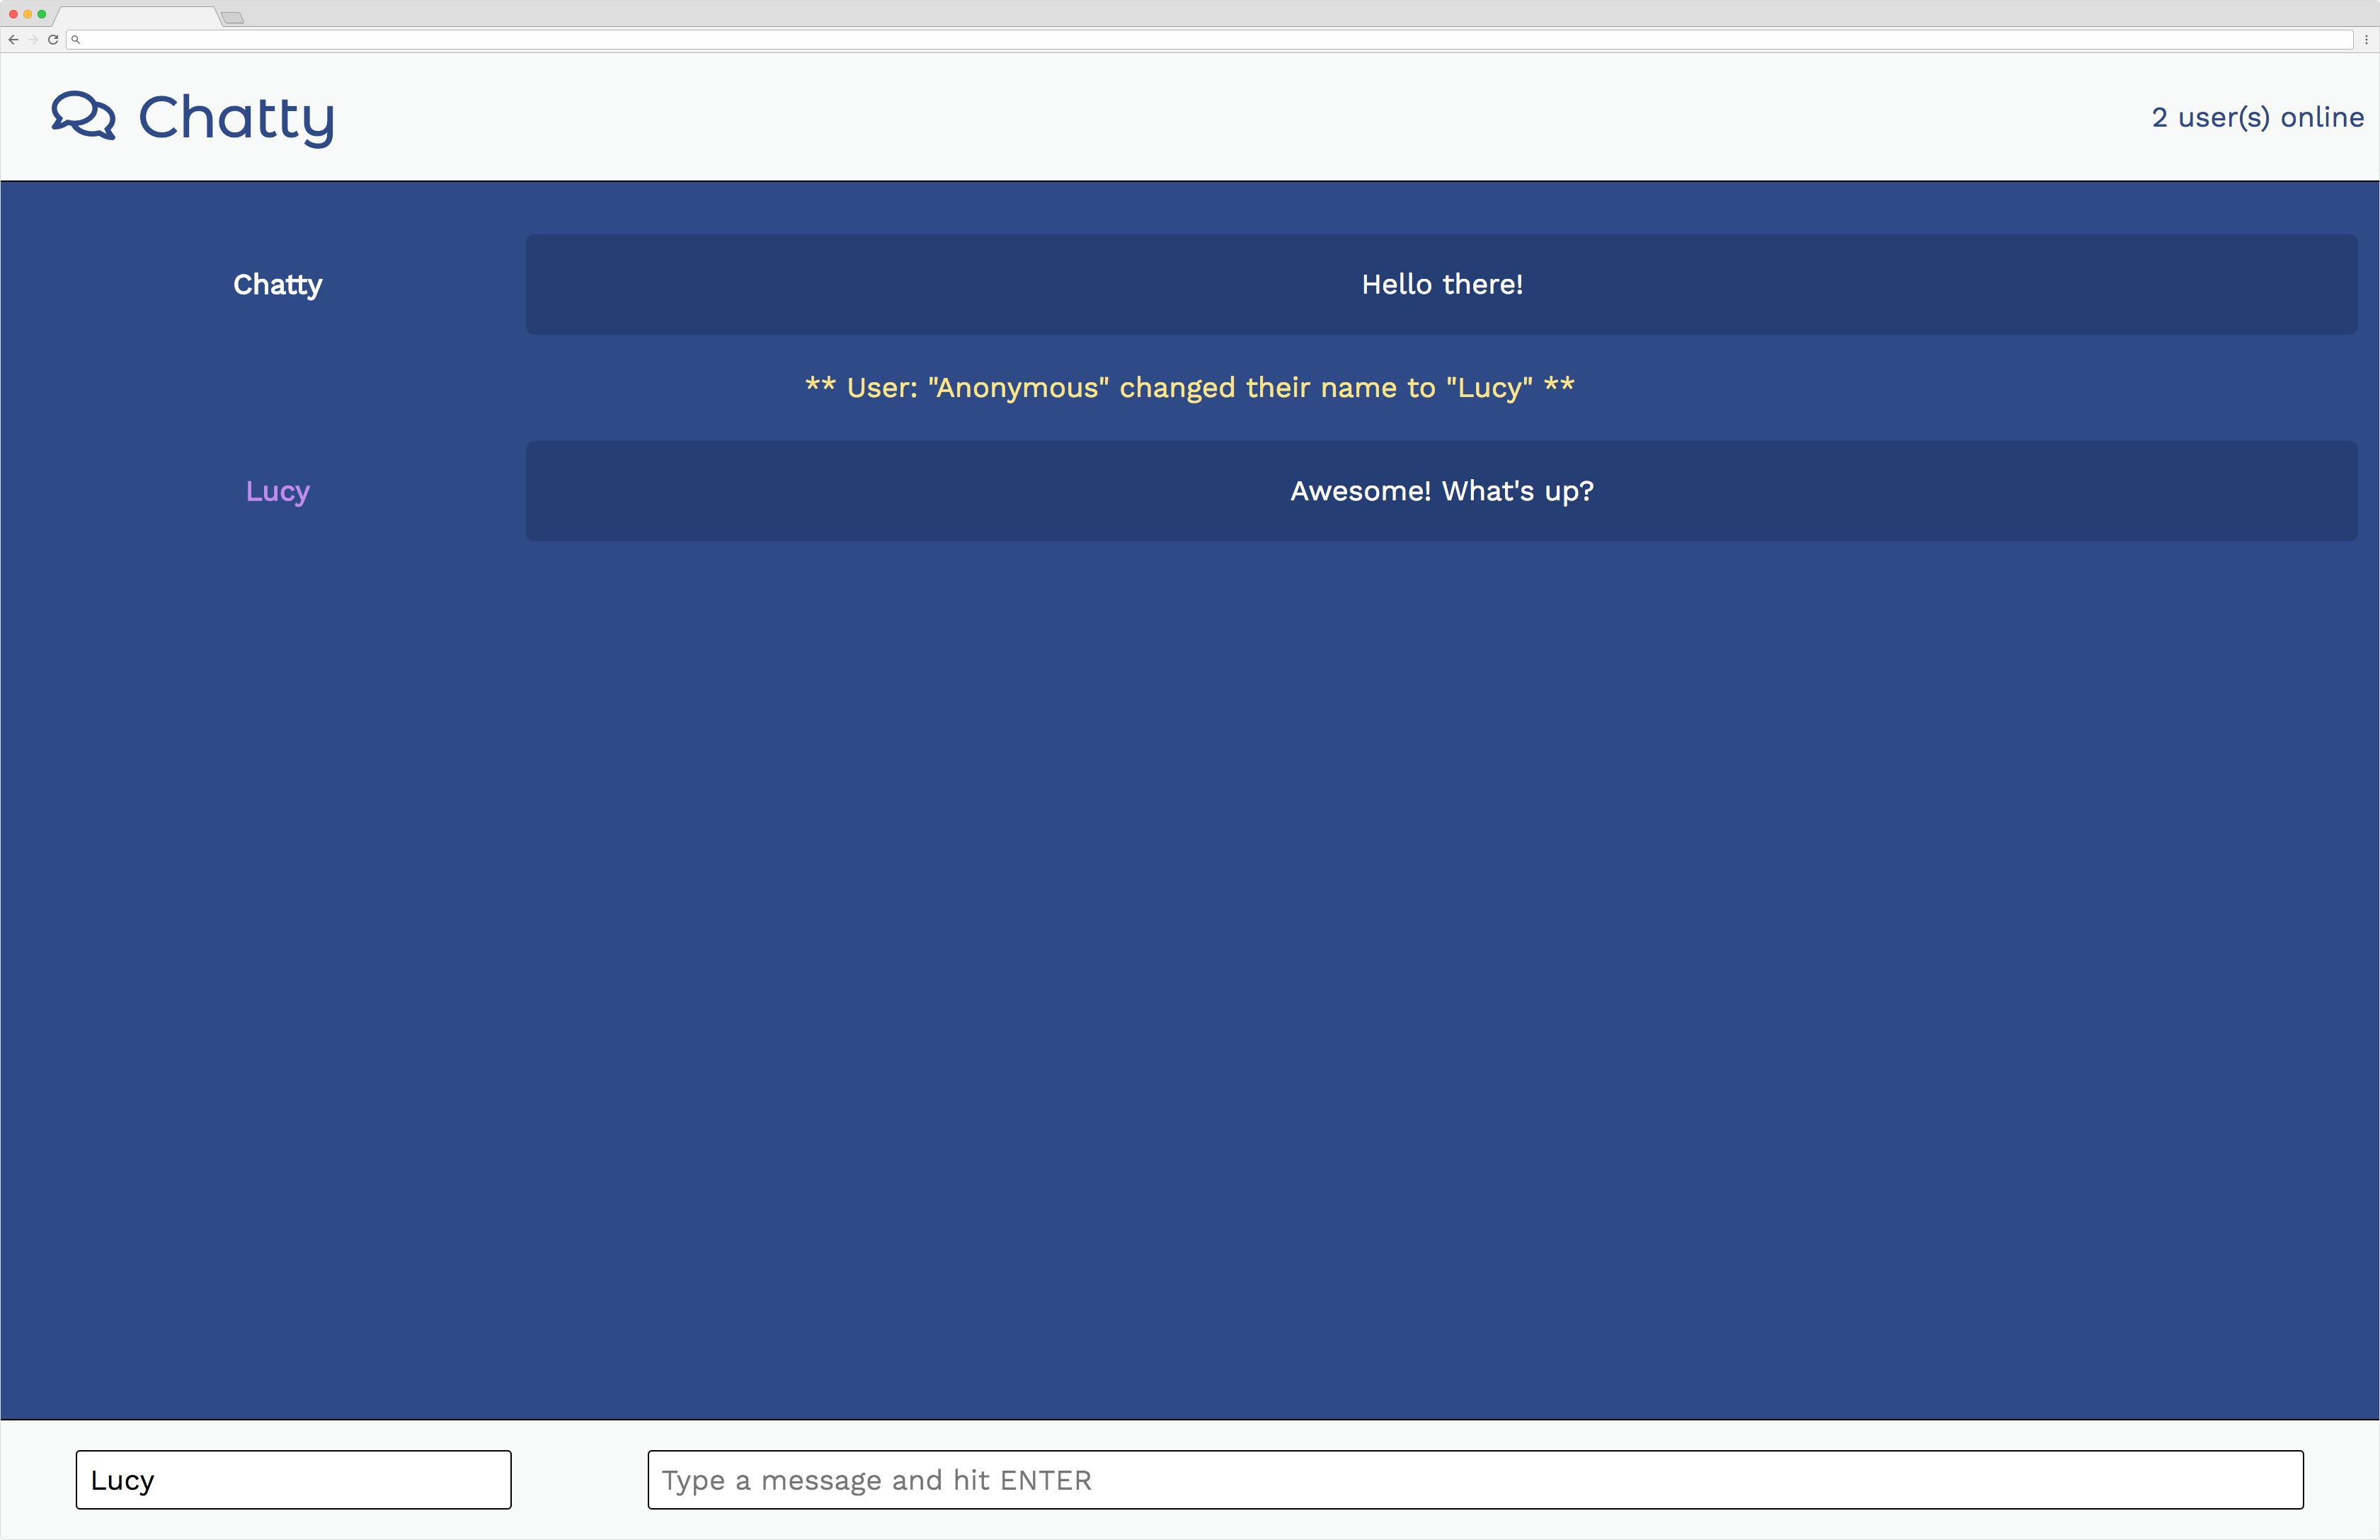 Chatty
2 user(s) online
Chatty
Hello there!
** User: "Anonymous" changed their name to "Lucy" **
Lucy
Awesome! What's up?
Lucy
Type a message and hit ENTER